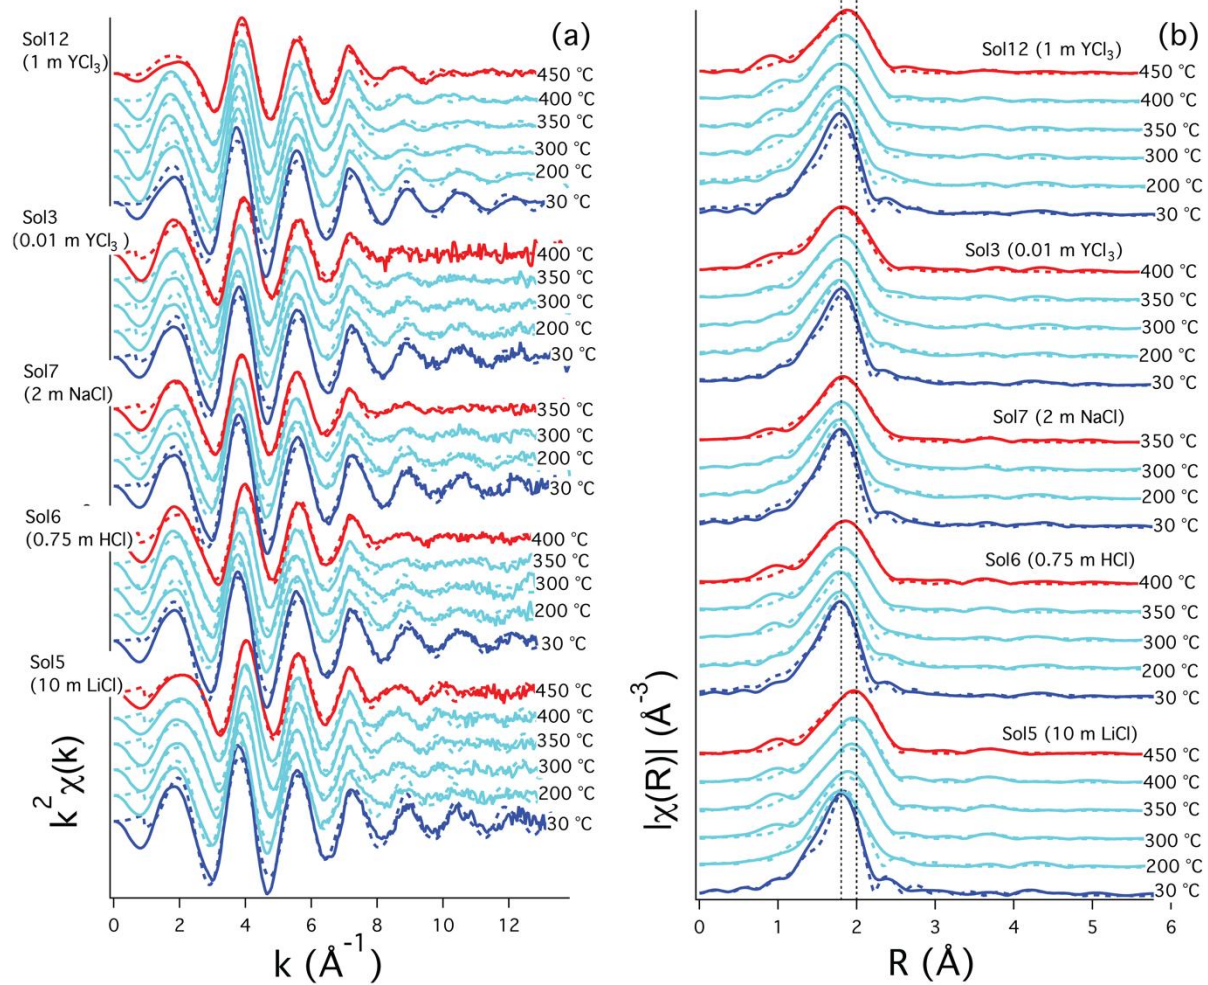 (a)
Sol12
(1 m YCl₃)
450 °C
400 °C
350 °C
300 °C
200 °C
30 °C
Sol3
(0.01 m YCl₃ )
400 °C
350 °C
300 °C
200 °C
30 °C
Sol7
(2 m NaCl)
350 °C
300 °C
200 °C
30 °C
Sol6
(0.75 m HCl)
400 °C
350 °C
300 °C
200 °C
30 °C
Sol5
(10 m LiCl)
450 °C
400 °C
350 °C
300 °C
200 °C
30 °C
k² χ(k)
0 2 4 6 8 10 12
k (Å⁻¹)
(b)
Sol12 (1 m YCl₃)
450 °C
400 °C
350 °C
300 °C
200 °C
30 °C
Sol3 (0.01 m YCl₃)
400 °C
350 °C
300 °C
200 °C
30 °C
Sol7 (2 m NaCl)
350 °C
300 °C
200 °C
30 °C
Sol6 (0.75 m HCl)
400 °C
350 °C
300 °C
200 °C
30 °C
Sol5 (10 m LiCl)
450 °C
400 °C
350 °C
300 °C
200 °C
30 °C
|χ(R)| (Å⁻³)
0 1 2 3 4 5 6
R (Å)